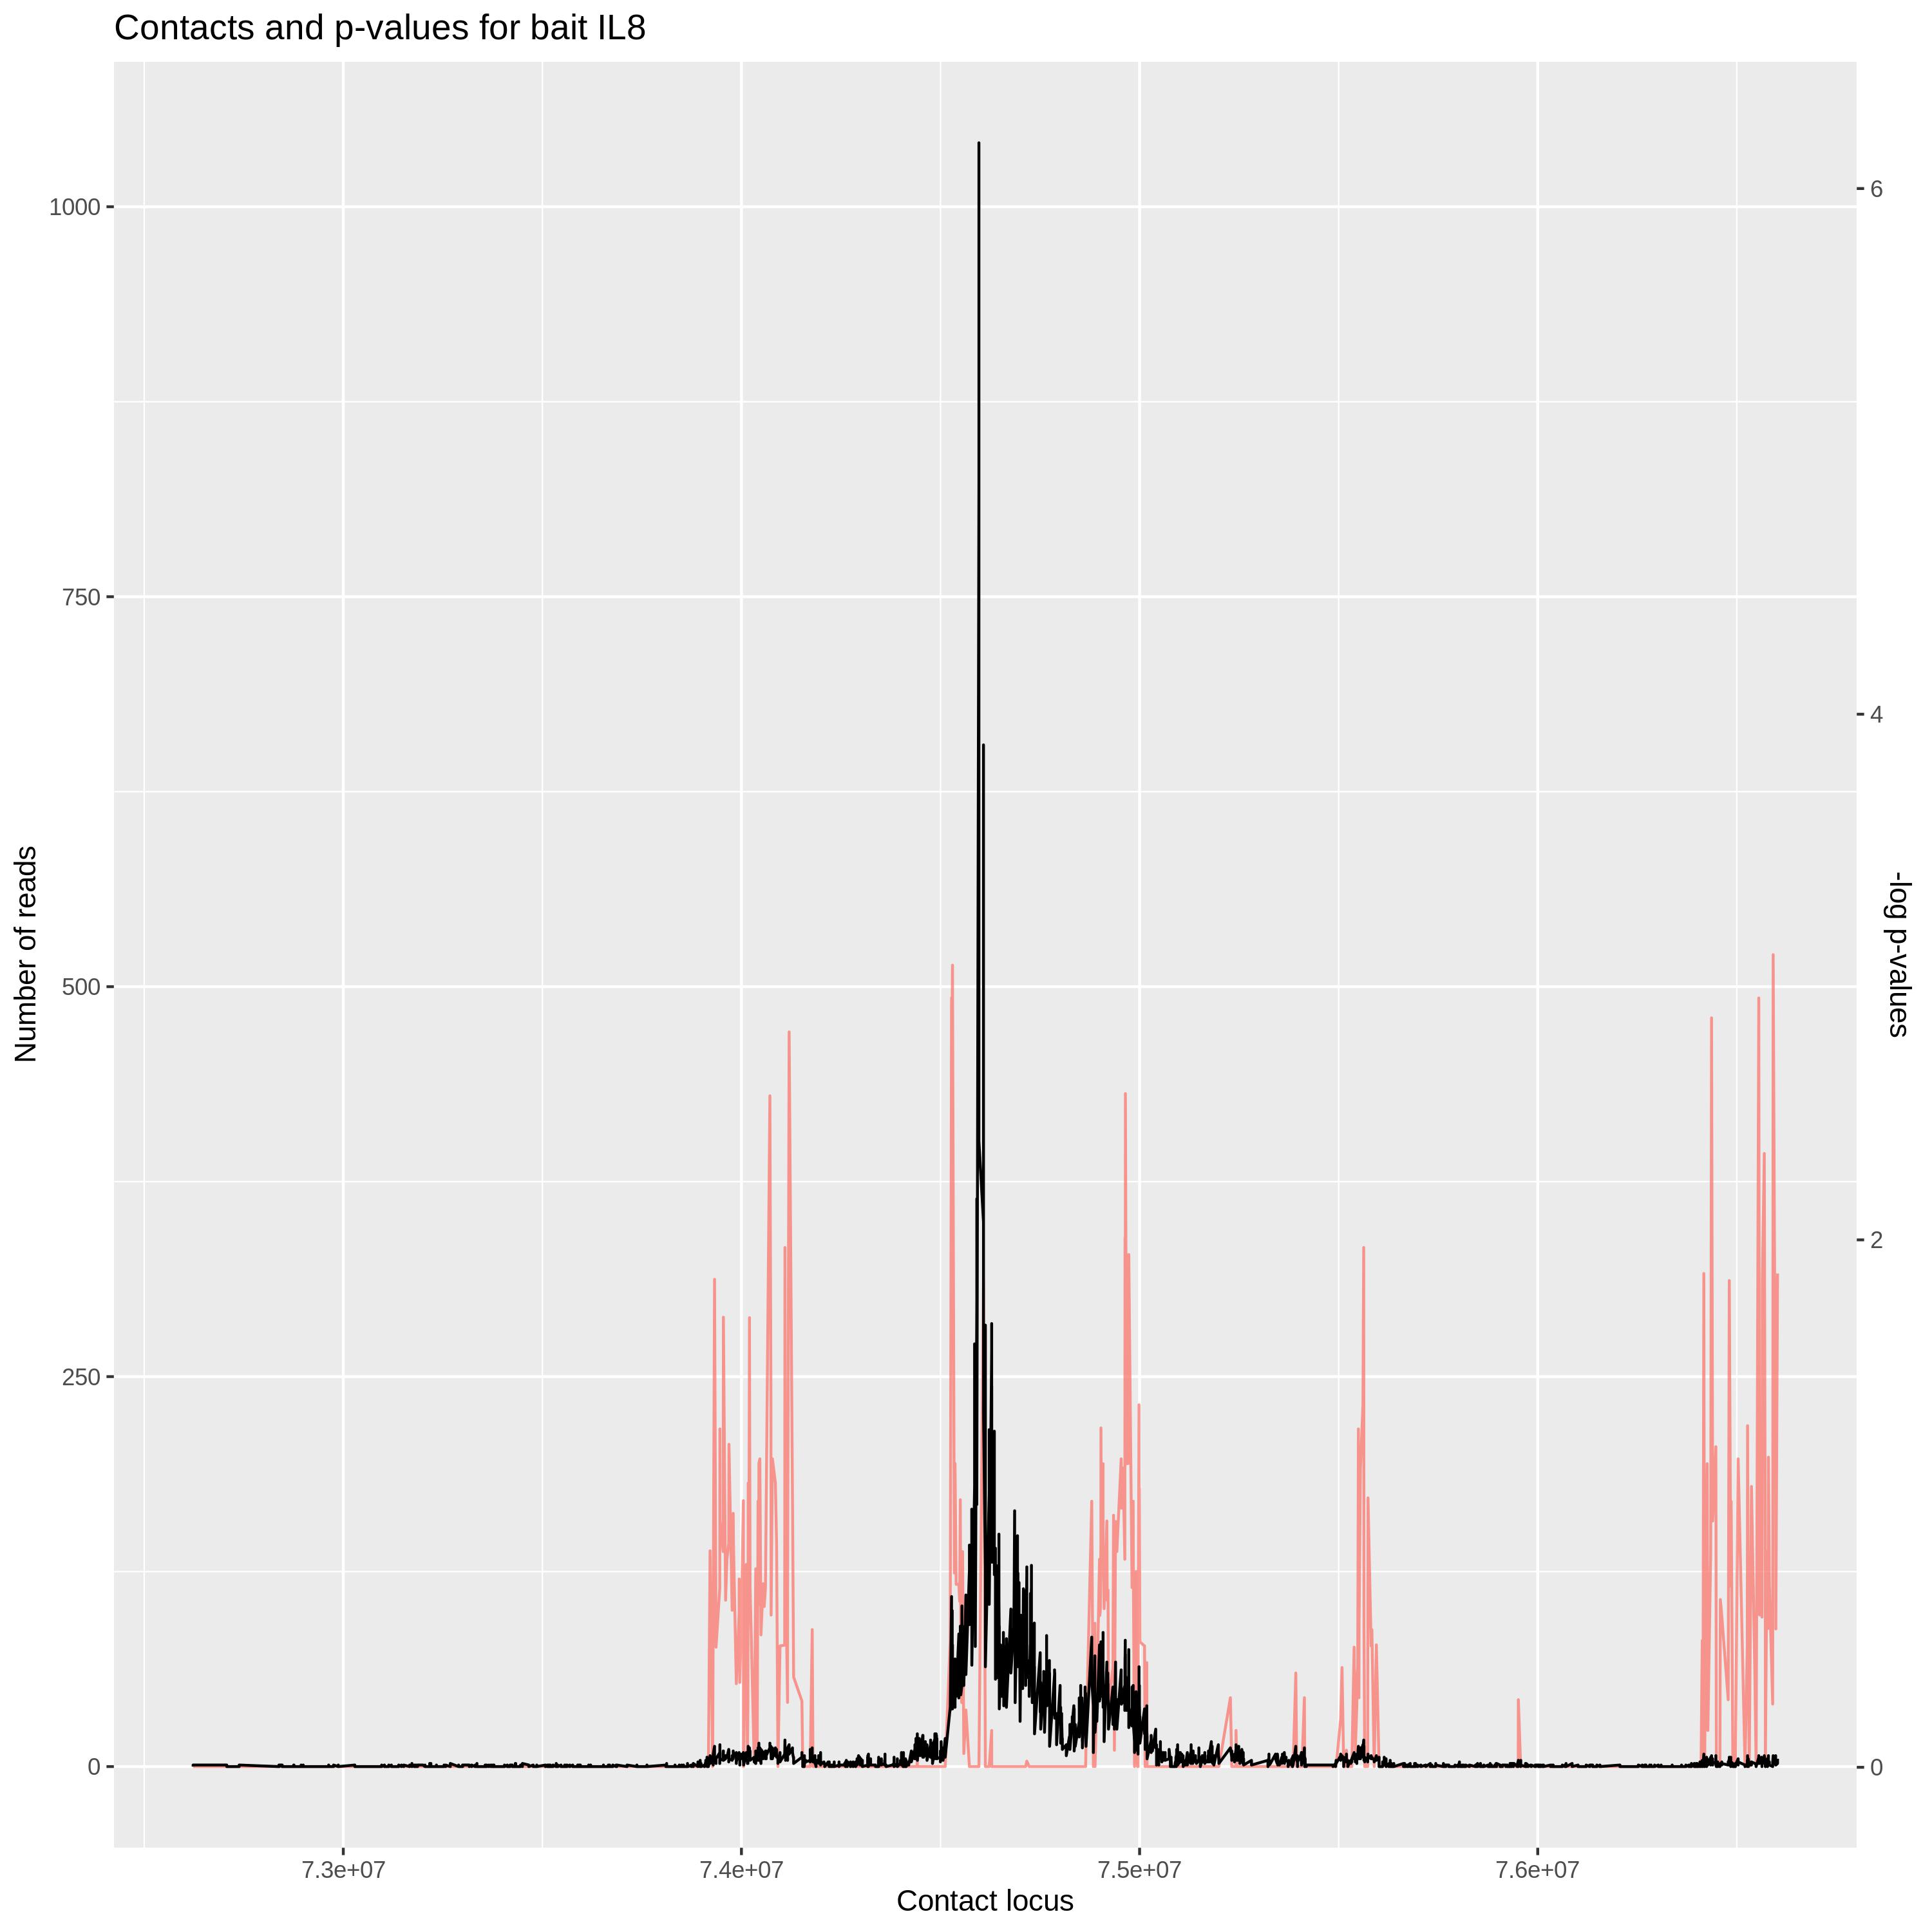 Contacts and p-values for bait IL8
1000
750
500
250
0
Number of reads
6
4
2
0
-log p-values
7.3e+07
7.4e+07
7.5e+07
7.6e+07
Contact locus